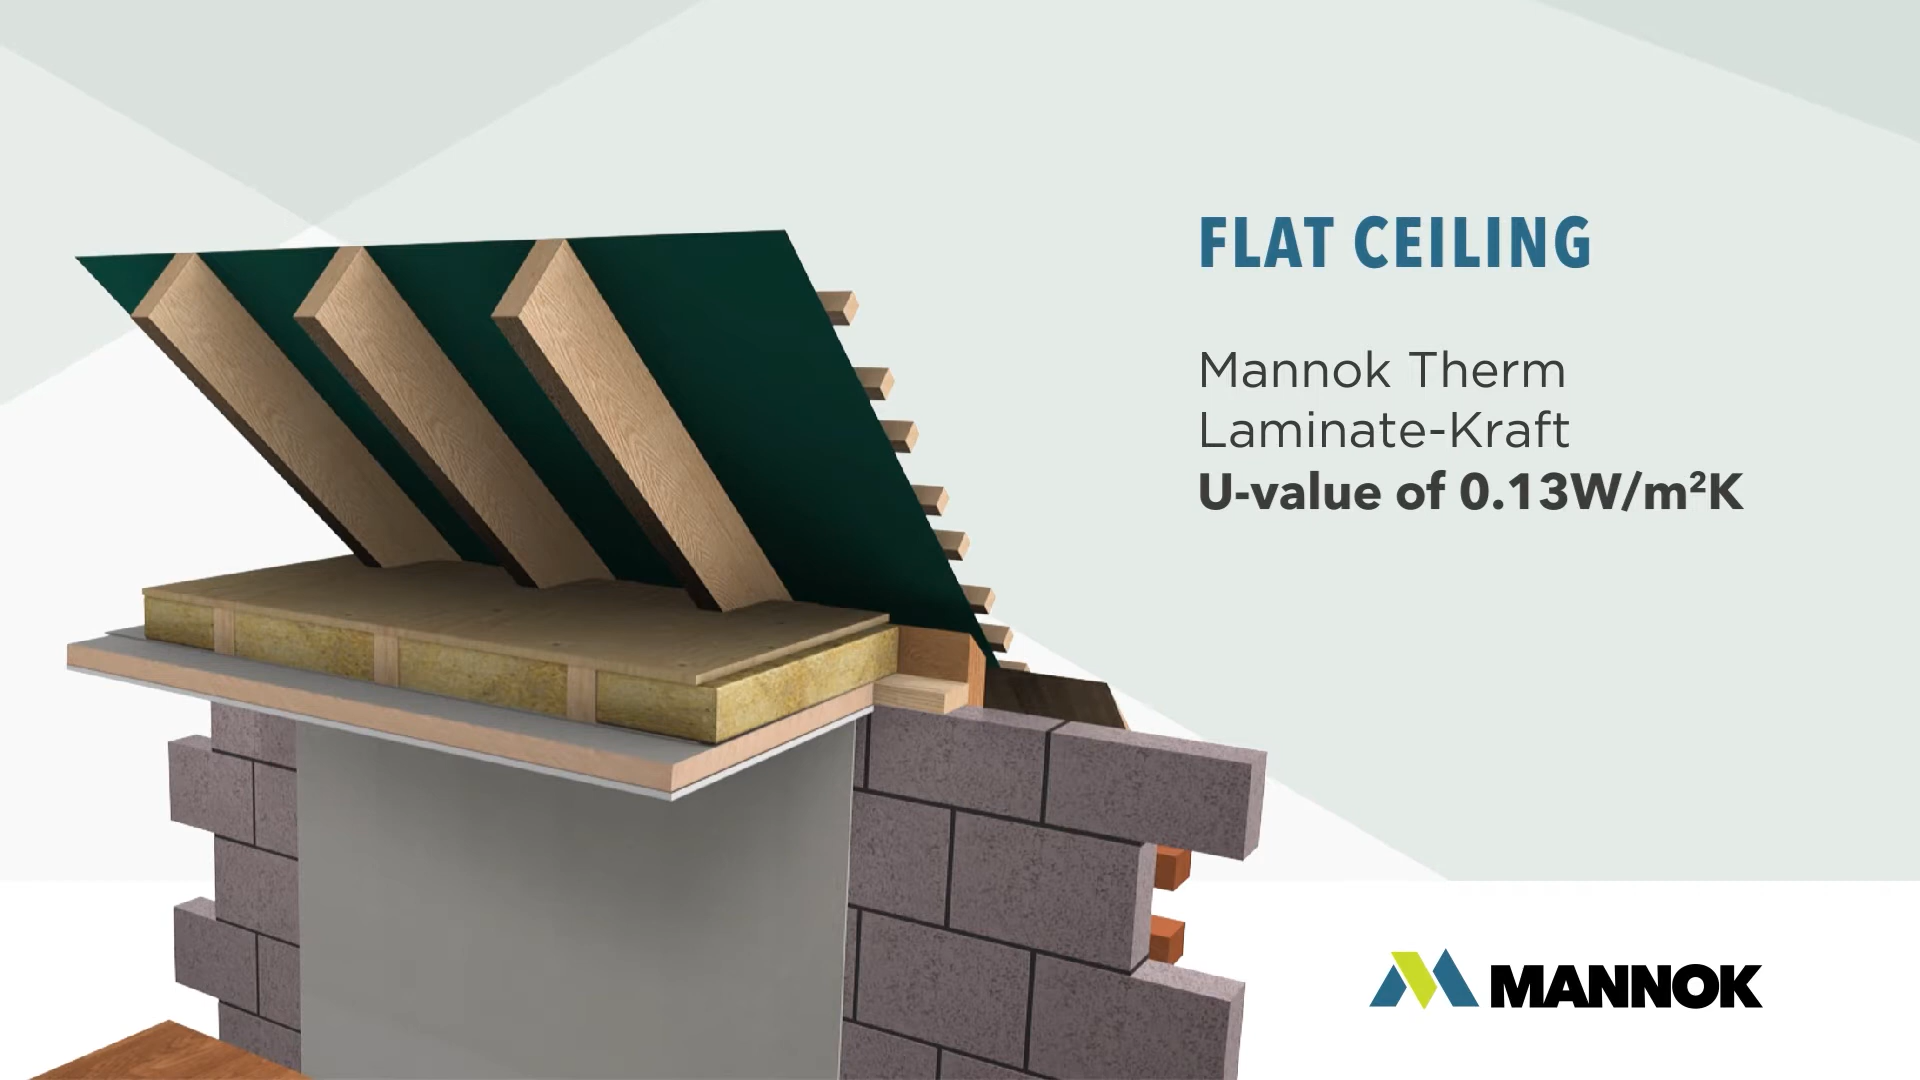 FLAT CEILING
Mannok Therm
Laminate-Kraft
U-value of 0.13W/m²K
MANNOK